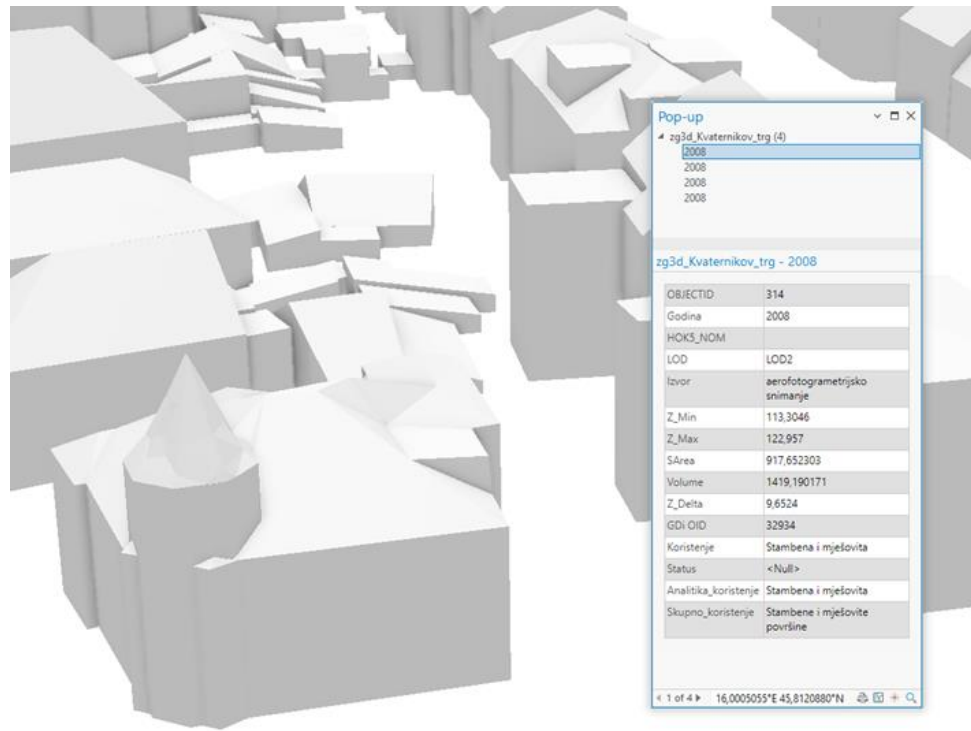 Pop-up
zg3d_Kvaternikov_trg (4)
2008
2008
2008
2008
zg3d_Kvaternikov_trg - 2008
OBJECTID 314
Godina 2008
HOK5_NOM
LOD LOD2
Izvor aerofotogrametrijsko
snimanje
Z_Min 113,3046
Z_Max 122,957
SArea 917,652303
Volume 1419,190171
Z_Delta 9,6524
GDi OID 32934
Koristenje Stambena i mješovita
Status <Null>
Analitika_koristenje Stambena i mješovita
Skupno_koristenje Stambene i mješovite
površine
1 of 4 16,0005055°E 45,8120880°N